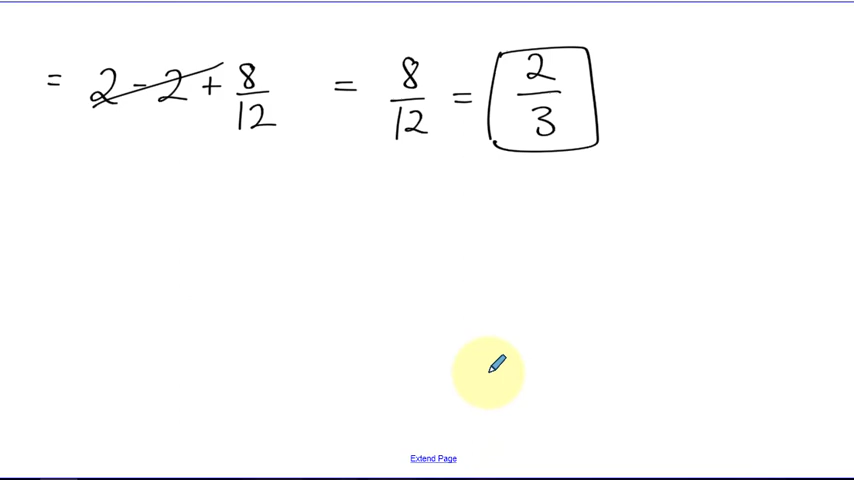 = 2 - 2 + 8/12 = 8/12 = 2/3
Extend Page